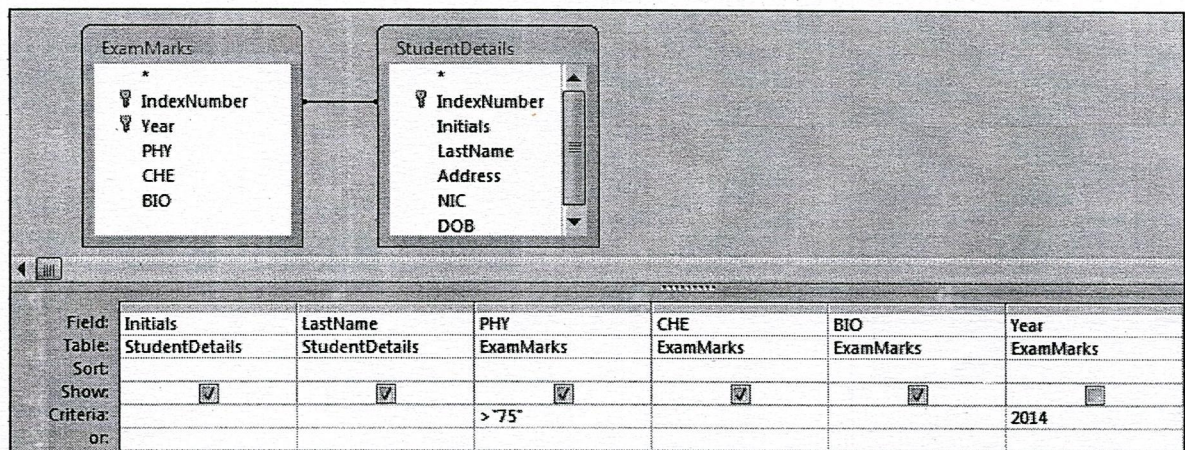 ExamMarks
*
IndexNumber
Year
PHY
CHE
BIO
StudentDetails
*
IndexNumber
Initials
LastName
Address
NIC
DOB
Field: Initials LastName PHY CHE BIO Year
Table: StudentDetails StudentDetails ExamMarks ExamMarks ExamMarks ExamMarks
Sort:
Show:
Criteria: >"75" 2014
or: